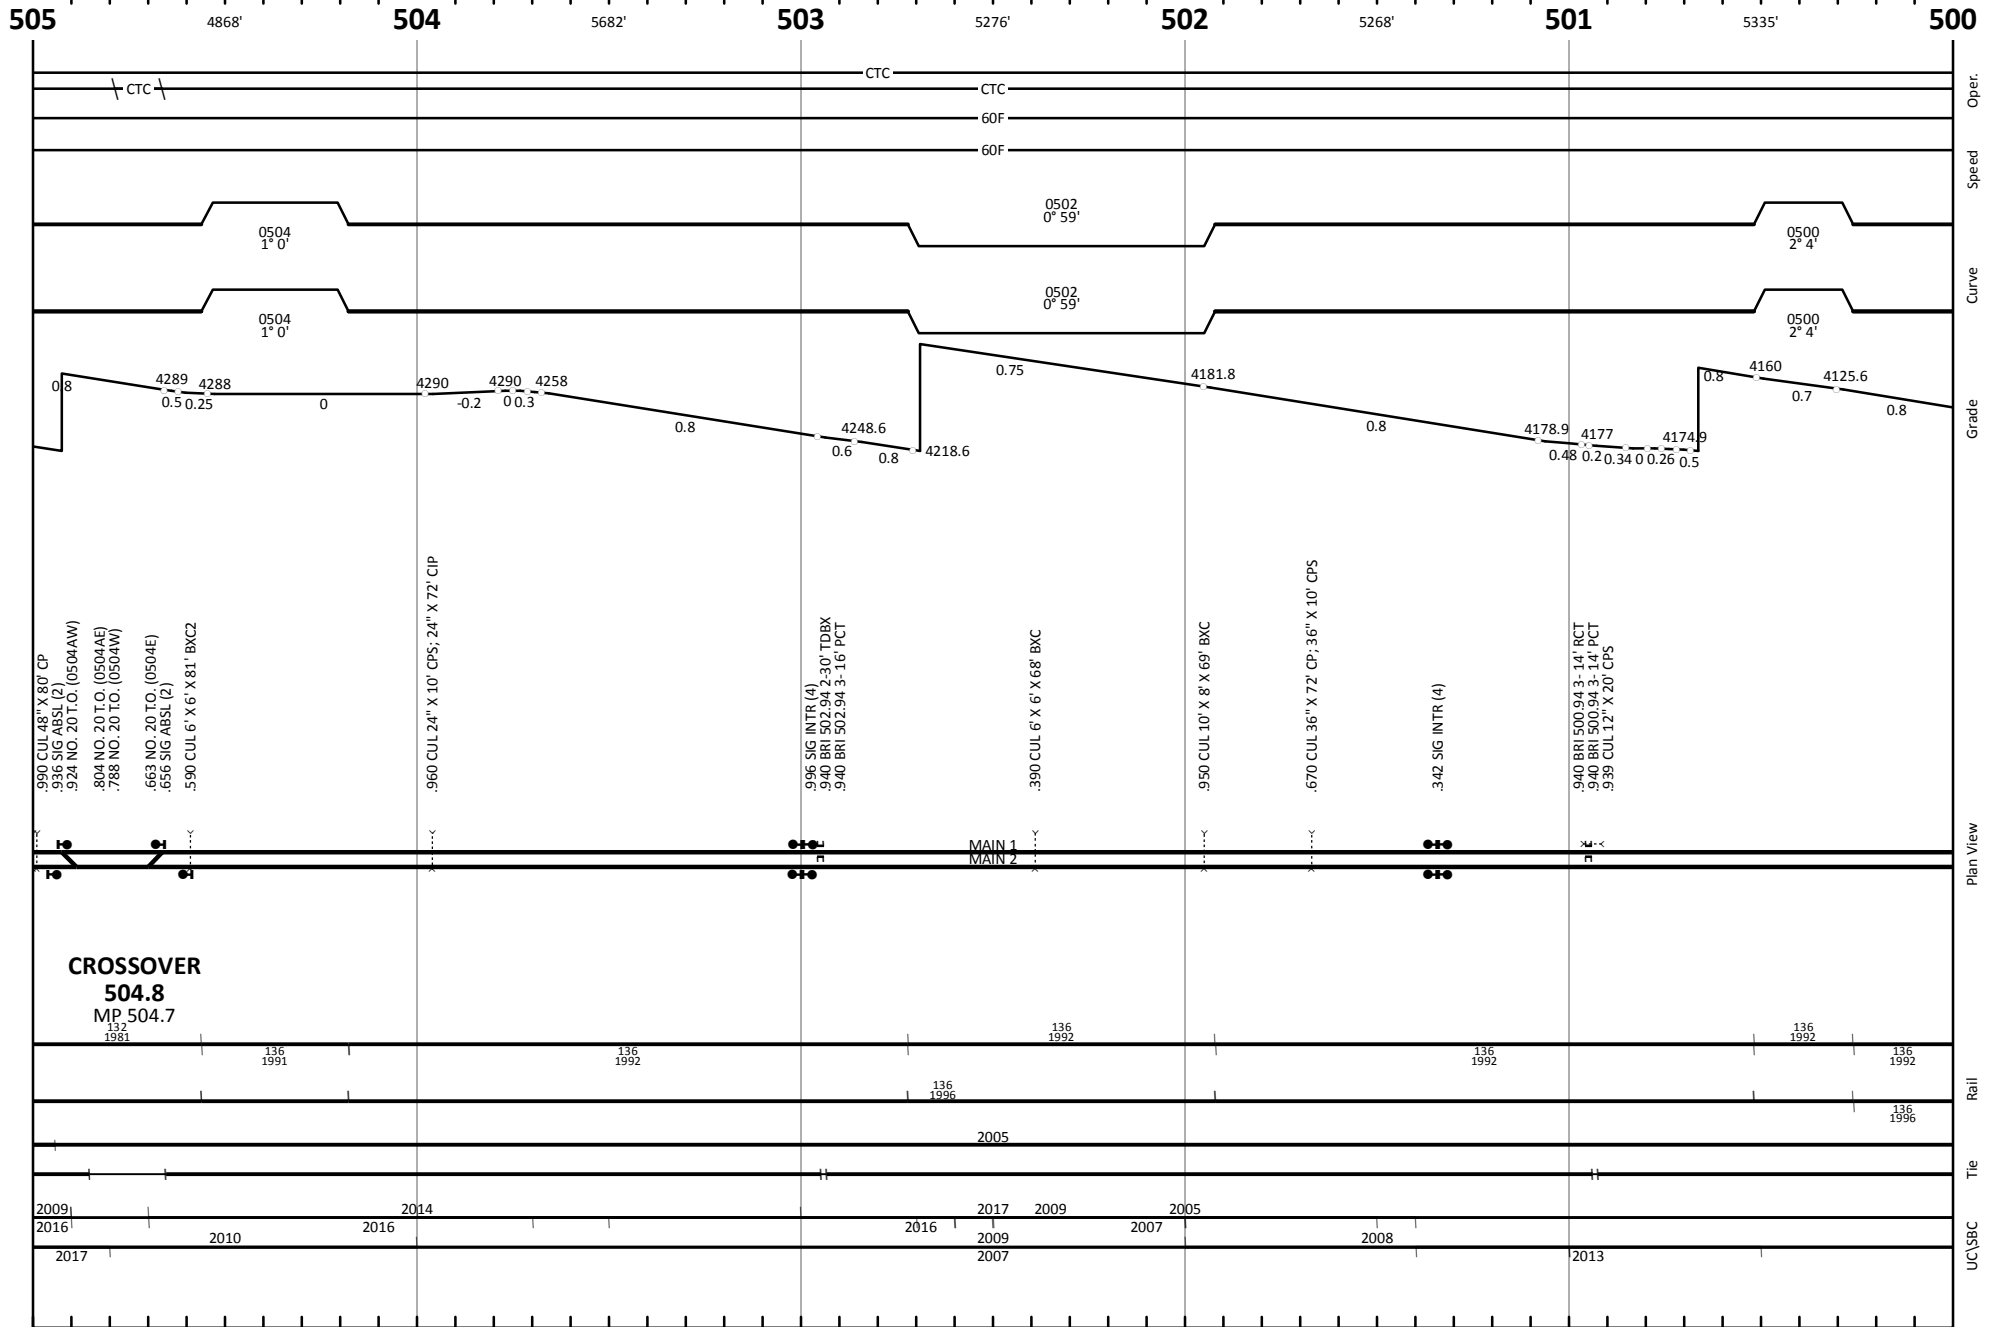 505 4868' 504 5682' 503 5276' 502 5268' 501 5335' 500
CTC
CTC CTC
60F
60F
Oper.
Speed
0504
1° 0'
0502
0° 59'
0500
2° 4'
Curve
0504
1° 0'
0502
0° 59'
0500
2° 4'
0.8 4289 4288 4290 4290 4258 4181.8 4160 4125.6
0.5 0.25 0 -0.2 0 0.3 0.75 0.8 0.7 0.8
0.8 4248.6 0.8 4178.9 4177 4174.9
0.6 0.8 4218.6 0.48 0.2 0.34 0 0.26 0.5
Grade
.990 CUL 48" X 80' CP
.936 SIG ABSL (2)
.924 NO. 20 T.O. (0504AW)
.804 NO. 20 T.O. (0504AE)
.788 NO. 20 T.O. (0504W)
.663 NO. 20 T.O. (0504E)
.656 SIG ABSL (2)
.590 CUL 6' X 6' X 81' BXC2
.960 CUL 24" X 10' CPS; 24" X 72' CIP
.996 SIG INTR (4)
.940 BRI 502.94 2-30' TDBX
.940 BRI 502.94 3- 16' PCT
.390 CUL 6' X 6' X 68' BXC
.950 CUL 10' X 8' X 69' BXC
.670 CUL 36" X 72' CP; 36" X 10' CPS
.342 SIG INTR (4)
.940 BRI 500.94 3- 14' RCT
.940 BRI 500.94 3- 14' PCT
.939 CUL 12" X 20' CPS
MAIN 1
MAIN 2
Plan View
CROSSOVER
504.8
MP 504.7
132
1981
136
1991
136
1992
136
1992
136
1992
136
1992
136
1992
136
1996
136
1996
Rail
2005
Tie
2009 2014 2017 2009 2005
2016 2016 2016 2007
2010 2009 2008
2017 2007 2013
UC\SBC